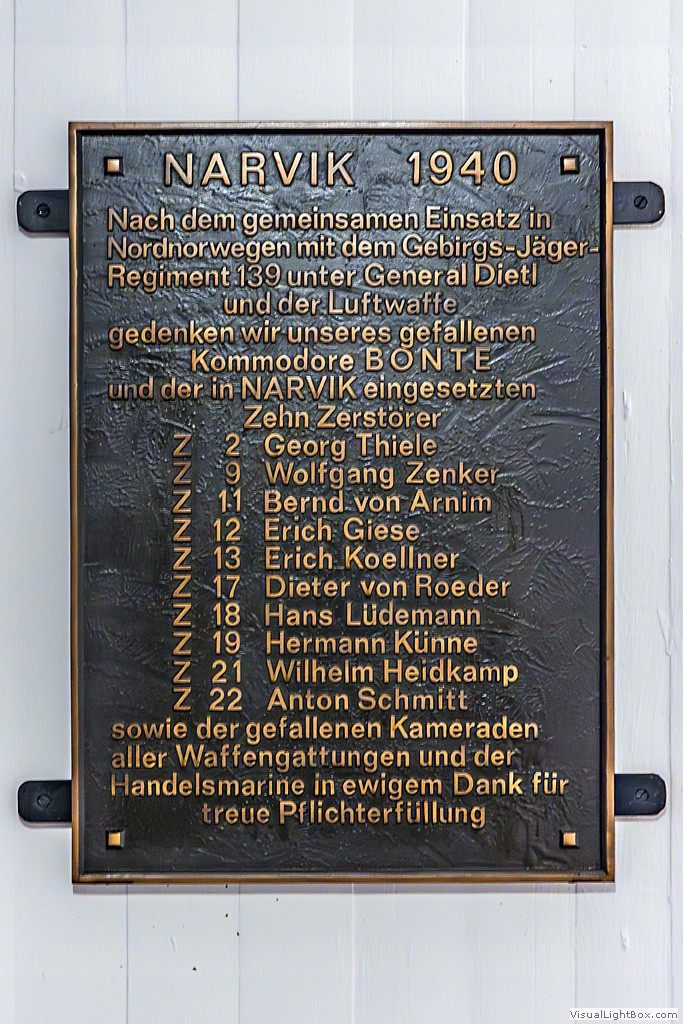 NARVIK 1940
Nach dem gemeinsamen Einsatz in
Nordnorwegen mit dem Gebirgs-Jäger-
Regiment 139 unter General Dietl
und der Luftwaffe
gedenken wir unseres gefallenen
Kommodore BONTE
und der in NARVIK eingesetzten
Zehn Zerstörer
Z 2 Georg Thiele
Z 9 Wolfgang Zenker
Z 11 Bernd von Arnim
Z 12 Erich Giese
Z 13 Erich Koellner
Z 17 Dieter von Roeder
Z 18 Hans Lüdemann
Z 19 Hermann Künne
Z 21 Wilhelm Heidkamp
Z 22 Anton Schmitt
sowie der gefallenen Kameraden
aller Waffengattungen und der
Handelsmarine in ewigem Dank für
treue Pflichterfüllung
VisualLightBox.com